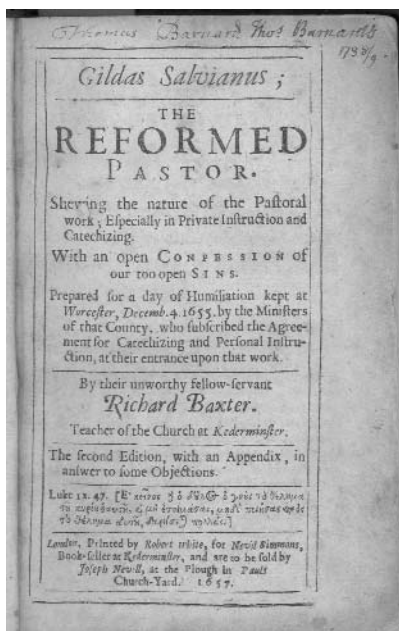 Thomas Barnard Thos Barnards
1738/9.
Gildas Salvianus;
THE
REFORMED
PASTOR.
Shewing the nature of the Paſtoral
work; Eſpecially in Private Inſtruction and
Catechizing.
With an open CONFESSION of
our too open SINS.
Prepared for a day of Humiliation kept at
Worceſter, Decemb. 4. 1655. by the Miniſters
of that County, who ſubſcribed the Agree-
ment for Catechizing and Perſonal Inſtru-
ction, at their entrance upon that work.
By their unworthy fellow-ſervant
Richard Baxter.
Teacher of the Church at Kederminſter.
The ſecond Edition, with an Appendix, in
anſwer to ſome Objections.
Luke 12. 47.
London, Printed by Robert White, for Nevil Simmons,
Book-ſeller at Kederminſter, and are to be ſold by
Joſeph Nevill, at the Plough in Pauls
Church-Yard. 1657.